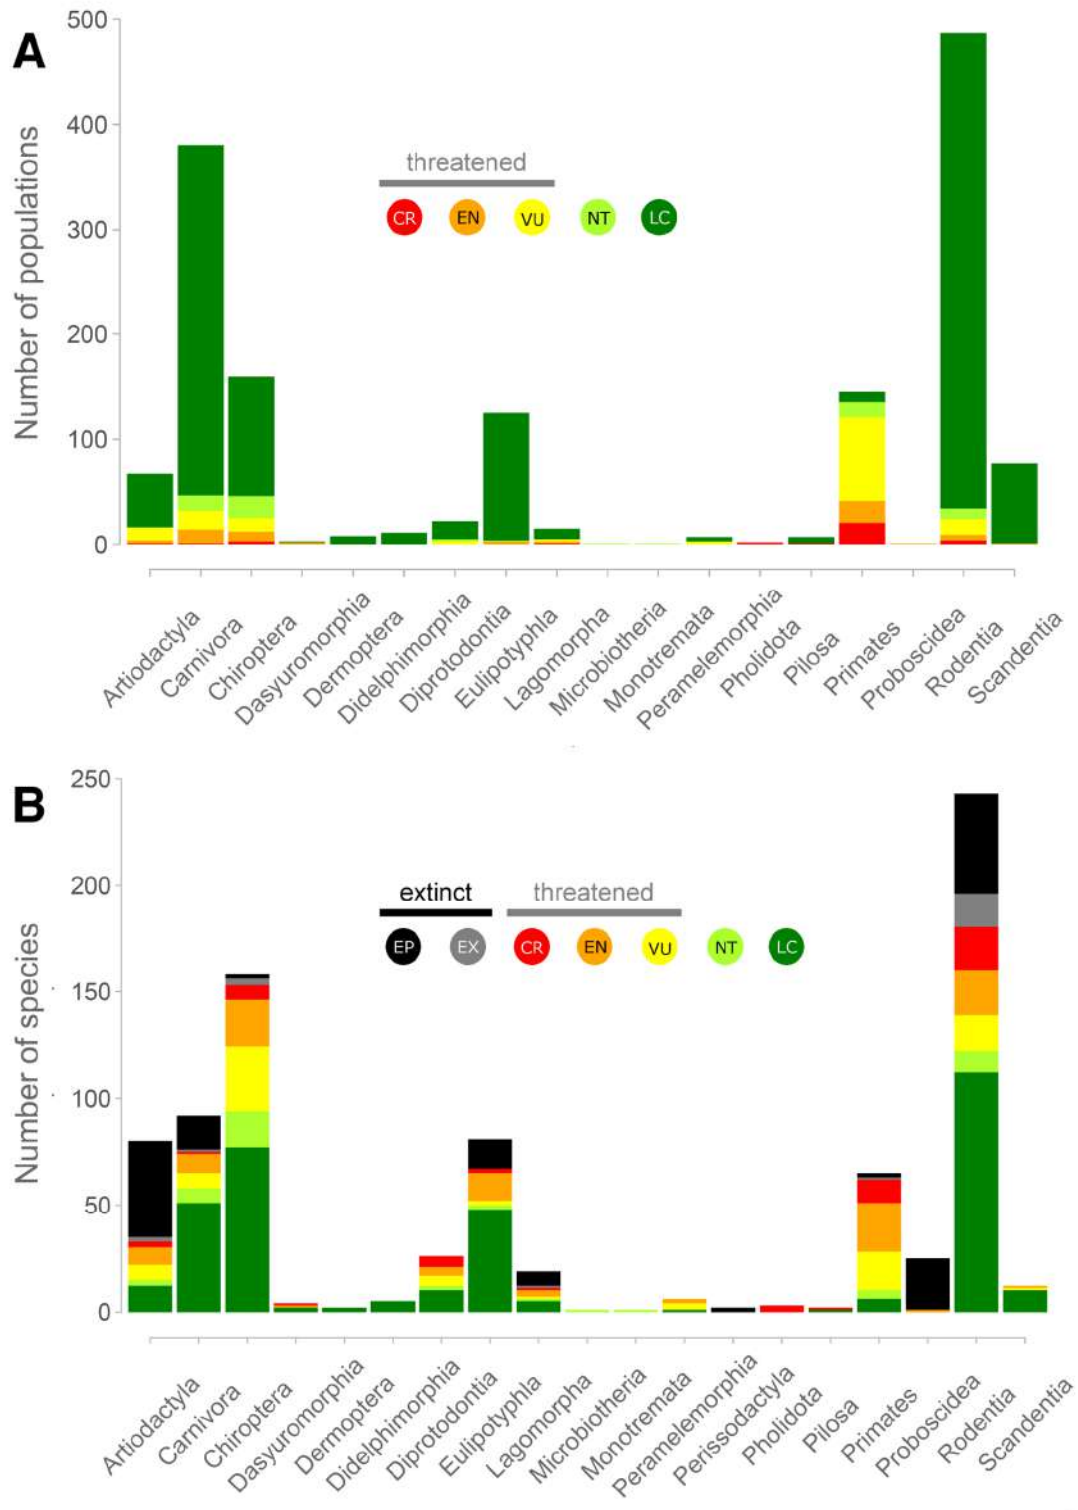 A
Number of populations
500
400
300
200
100
0
threatened
CR EN VU NT LC
Artiodactyla
Carnivora
Chiroptera
Dasyuromorphia
Dermoptera
Didelphimorphia
Diprotodontia
Eulipotyphla
Lagomorpha
Microbiotheria
Monotremata
Peramelemorphia
Pholidota
Pilosa
Primates
Proboscidea
Rodentia
Scandentia
B
Number of species
250
200
150
100
50
0
extinct threatened
EP EX CR EN VU NT LC
Artiodactyla
Carnivora
Chiroptera
Dasyuromorphia
Dermoptera
Didelphimorphia
Diprotodontia
Eulipotyphla
Lagomorpha
Microbiotheria
Monotremata
Peramelemorphia
Perissodactyla
Pholidota
Pilosa
Primates
Proboscidea
Rodentia
Scandentia